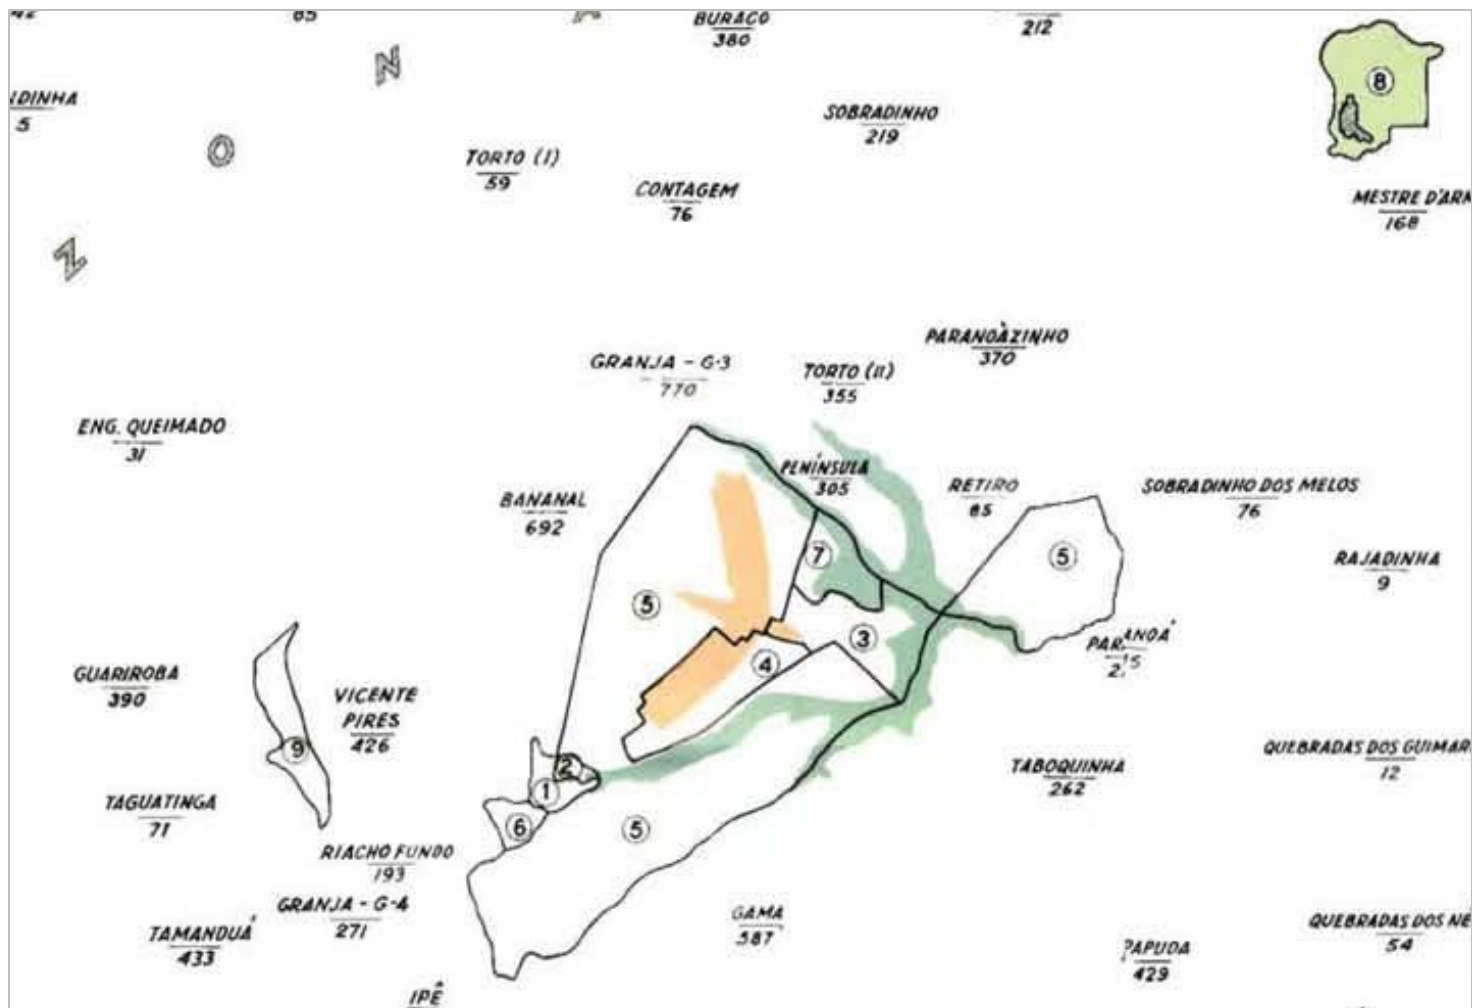 65
BURACO
380
212
N
8
IDINHA
5
O
SOBRADINHO
219
TORTO (I)
59
CONTAGEM
76
MESTRE D'ARM
168
Z
PARANOÀZINHO
370
GRANJA - G-3
770
TORTO (II)
355
ENG. QUEIMADO
31
PENÍNSULA
305
BANANAL
692
RETIRO
85
SOBRADINHO DOS MELOS
76
7
5
RAJADINHA
9
5
3
4
PARANOÁ
GUARIROBA
390
VICENTE
PIRES
426
9
2
1
QUEBRADAS DOS GUIMAR
12
TABOQUINHA
262
TAGUATINGA
71
6
5
RIACHO FUNDO
193
GRANJA - G-4
271
GAMA
587
TAMANDUÁ
433
QUEBRADAS DOS NE
54
PAPUDA
429
IPÊ